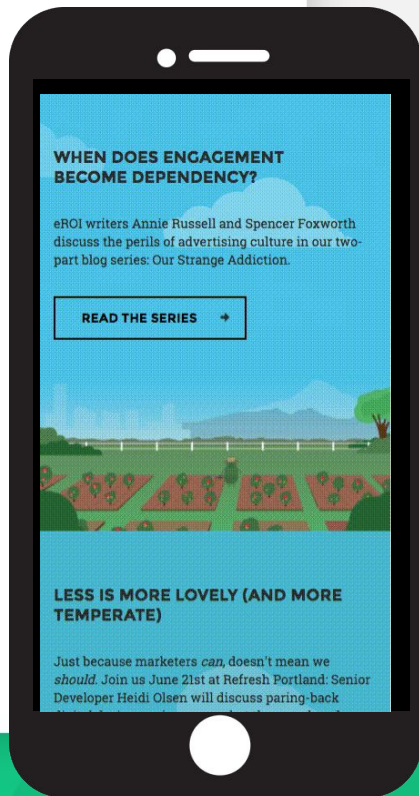 WHEN DOES ENGAGEMENT
BECOME DEPENDENCY?
eROI writers Annie Russell and Spencer Foxworth
discuss the perils of advertising culture in our two-
part blog series: Our Strange Addiction.
READ THE SERIES
LESS IS MORE LOVELY (AND MORE
TEMPERATE)
Just because marketers can, doesn't mean we
should. Join us June 21st at Refresh Portland: Senior
Developer Heidi Olsen will discuss paring-back